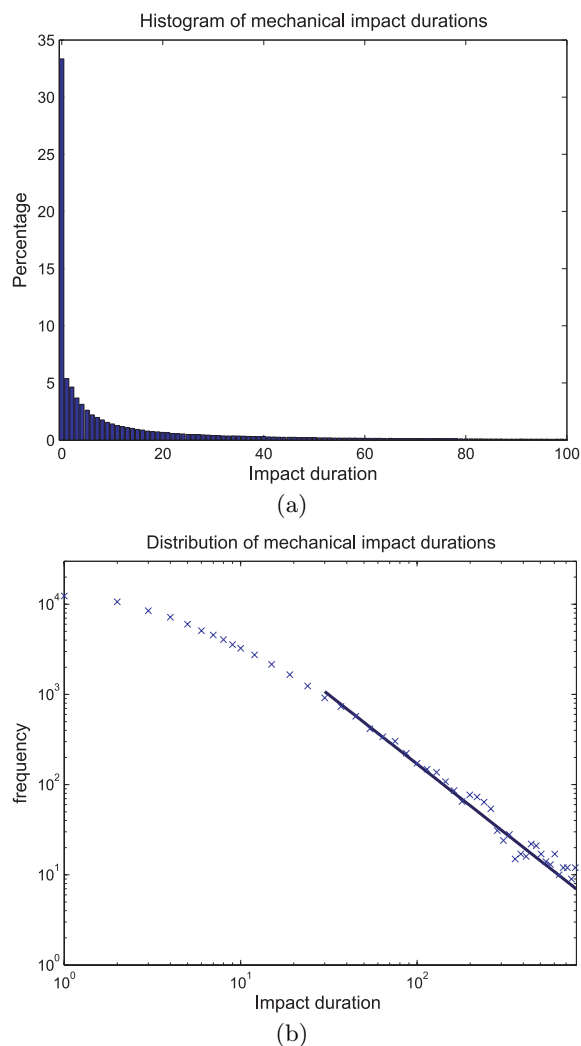 Histogram of mechanical impact durations
35
30
25
20
15
10
5
0
Percentage
0 20 40 60 80 100
Impact duration
(a)
Distribution of mechanical impact durations
10^4
10^3
10^2
10^1
10^0
frequency
10^0 10^1 10^2
Impact duration
(b)